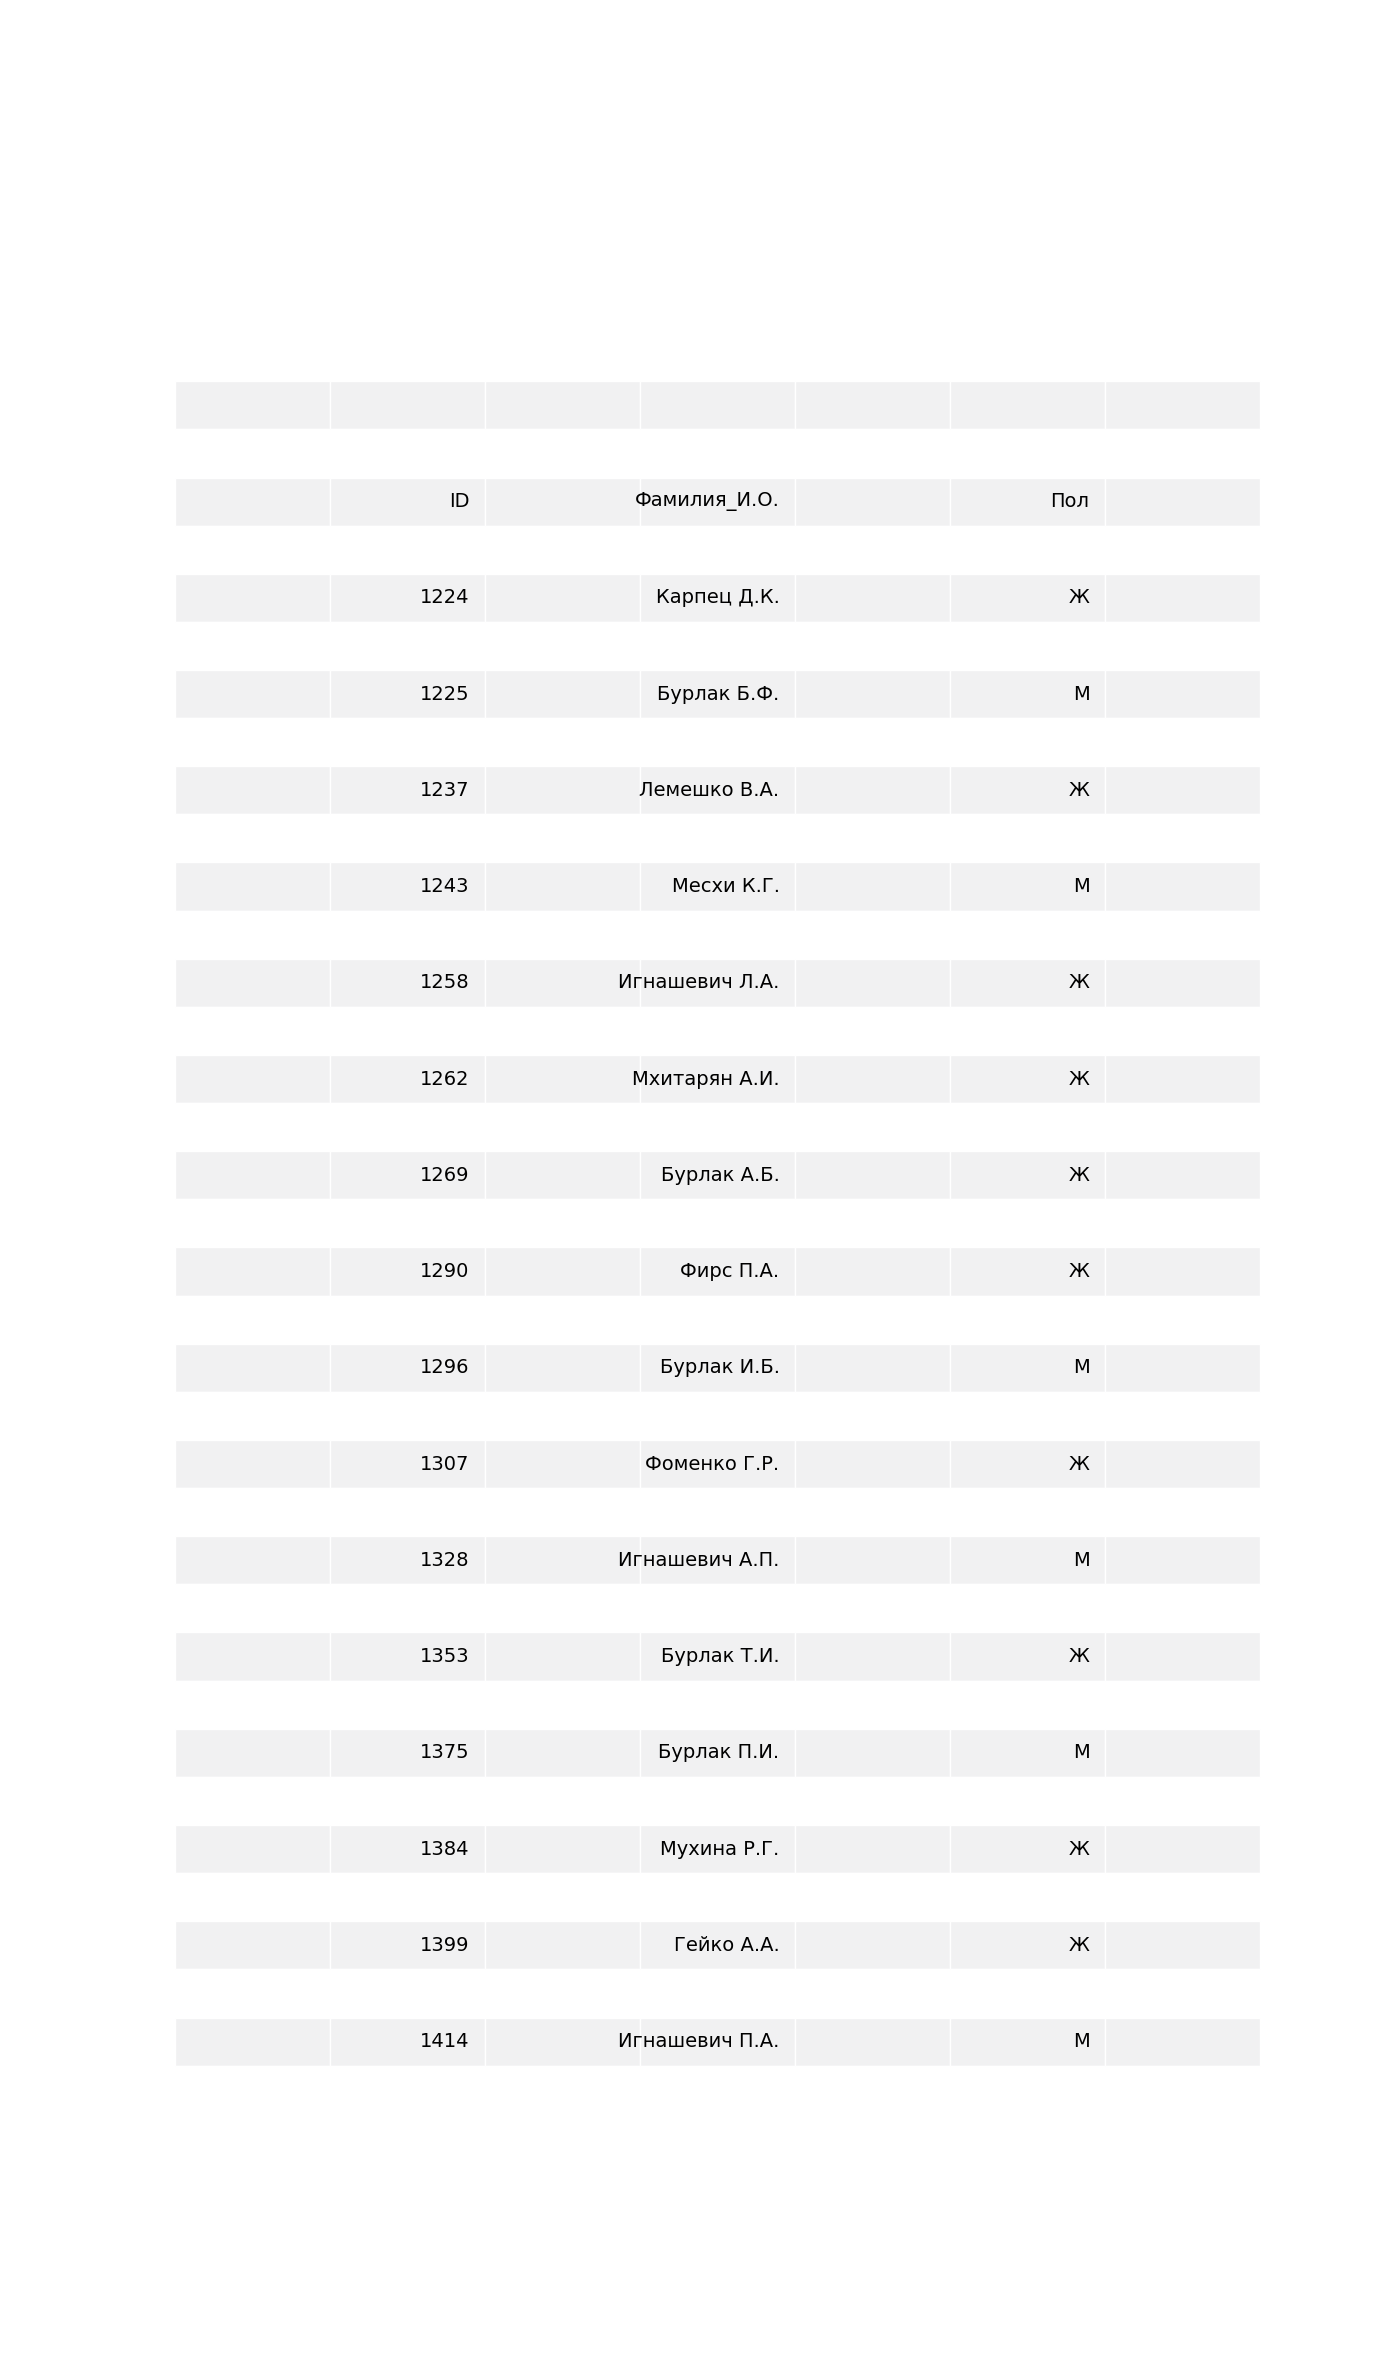 ID Фамилия_И.О. Пол
1224 Карпец Д.К. Ж
1225 Бурлак Б.Ф. М
1237 Лемешко В.А. Ж
1243 Месхи К.Г. М
1258 Игнашевич Л.А. Ж
1262 Мхитарян А.И. Ж
1269 Бурлак А.Б. Ж
1290 Фирс П.А. Ж
1296 Бурлак И.Б. М
1307 Фоменко Г.Р. Ж
1328 Игнашевич А.П. М
1353 Бурлак Т.И. Ж
1375 Бурлак П.И. М
1384 Мухина Р.Г. Ж
1399 Гейко А.А. Ж
1414 Игнашевич П.А. М